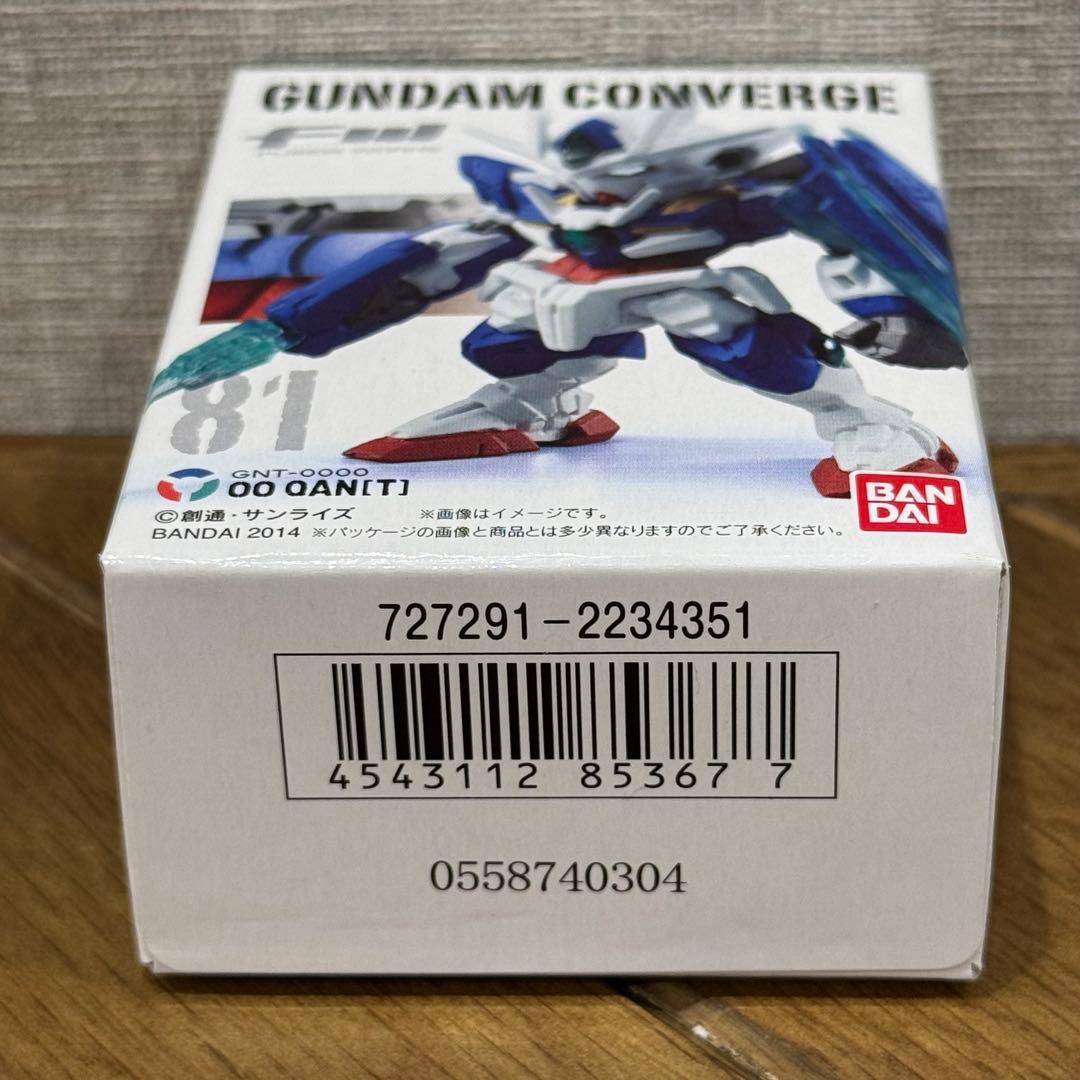 GUNDAM CONVERGE
FW
81
GNT-0000
00 QAN[T]
©創通・サンライズ ※画像はイメージです。
BANDAI 2014 ※パッケージの画像と商品とは多少異なりますのでご了承ください。
BAN
DAI
727291-2234351
4543112 85367 7
0558740304